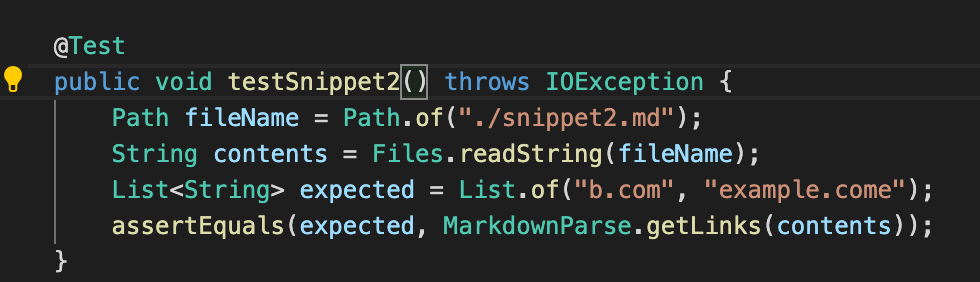 @Test
public void testSnippet2() throws IOException {
    Path fileName = Path.of("./snippet2.md");
    String contents = Files.readString(fileName);
    List<String> expected = List.of("b.com", "example.come");
    assertEquals(expected, MarkdownParse.getLinks(contents));
}